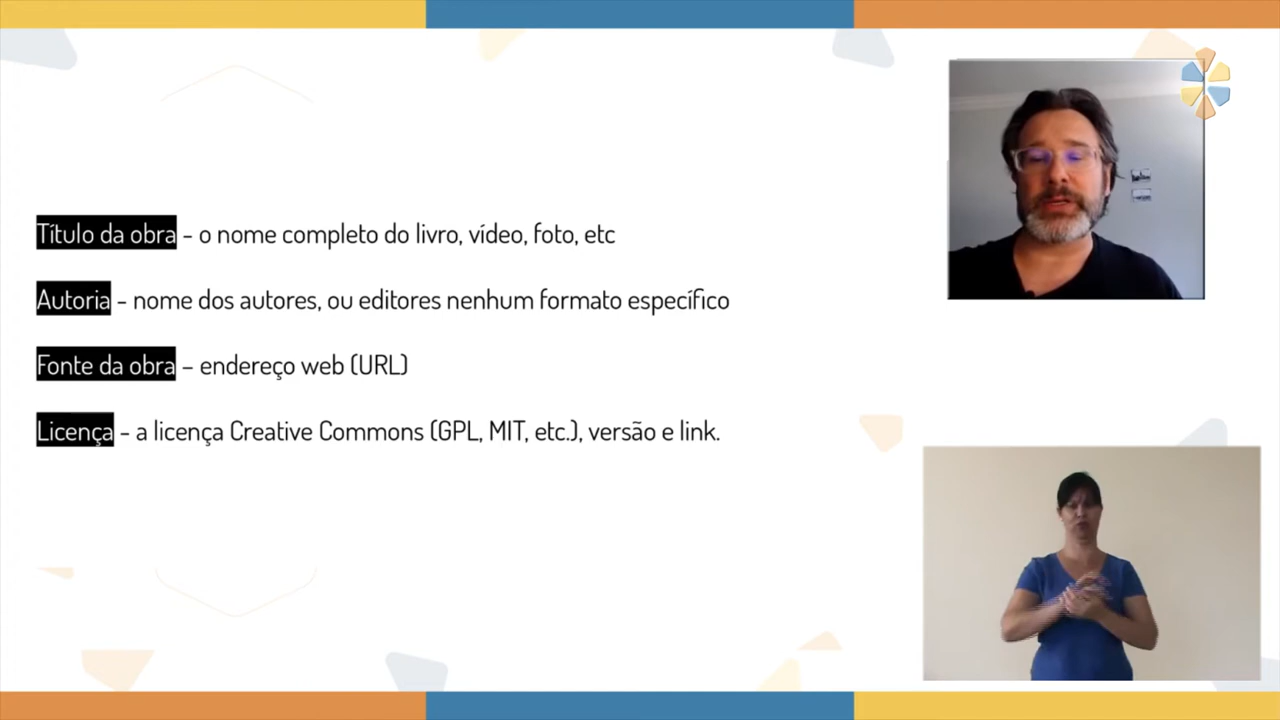 Título da obra - o nome completo do livro, vídeo, foto, etc
Autoria - nome dos autores, ou editores nenhum formato específico
Fonte da obra – endereço web (URL)
Licença - a licença Creative Commons (GPL, MIT, etc.), versão e link.